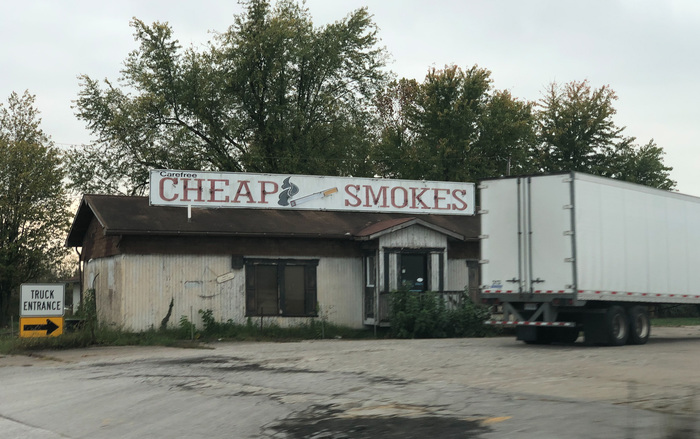 Carefree
CHEAP SMOKES
TRUCK
ENTRANCE